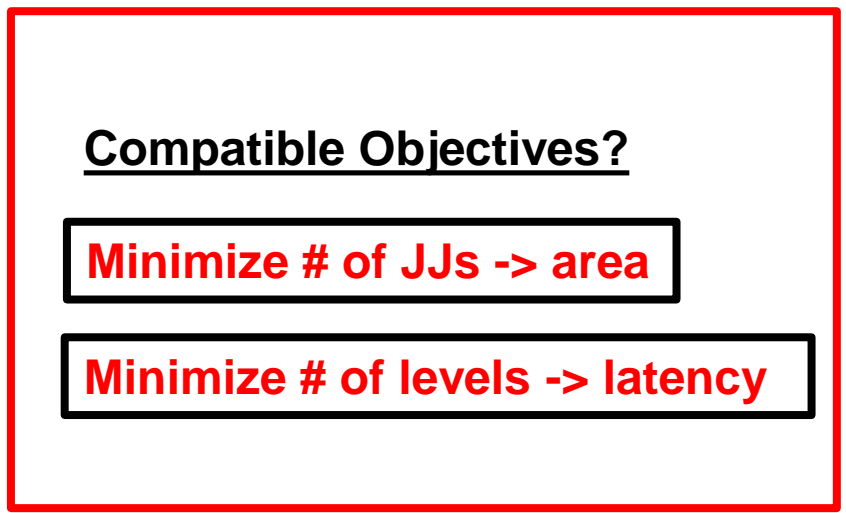 Compatible Objectives?
Minimize # of JJs -> area
Minimize # of levels -> latency